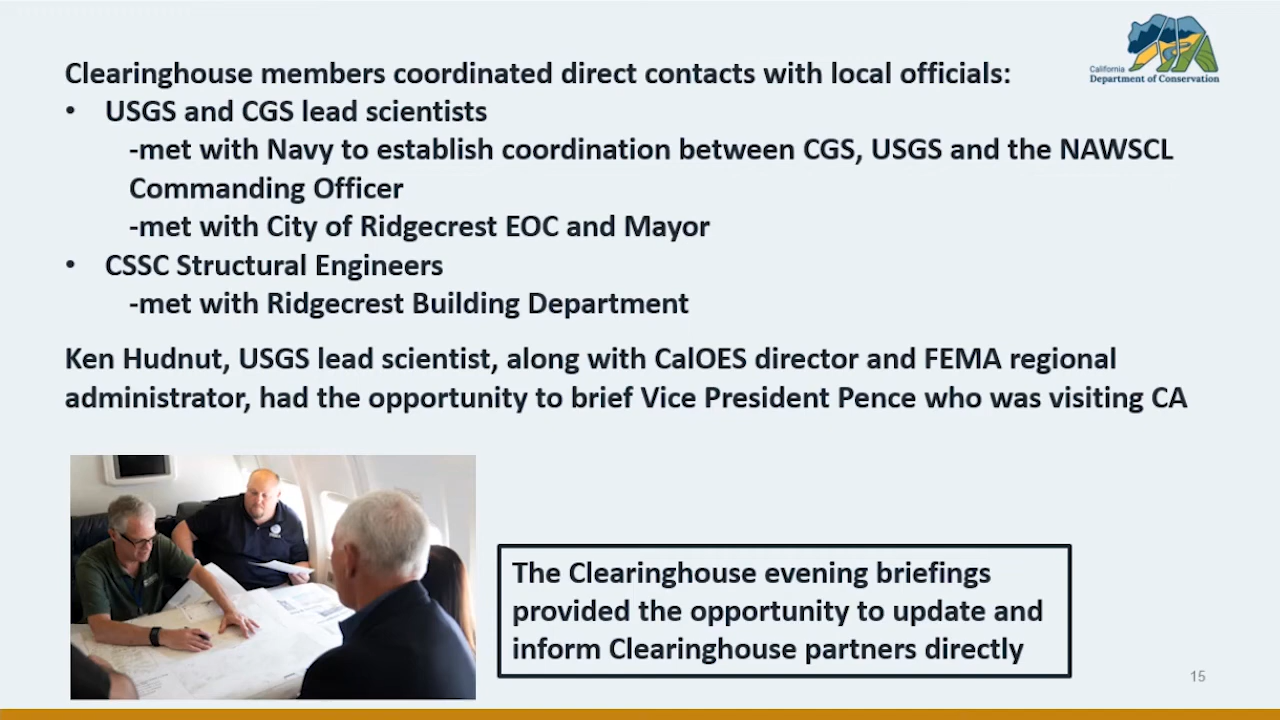 California
Department of Conservation
Clearinghouse members coordinated direct contacts with local officials:
• USGS and CGS lead scientists
-met with Navy to establish coordination between CGS, USGS and the NAWSCL
Commanding Officer
-met with City of Ridgecrest EOC and Mayor
• CSSC Structural Engineers
-met with Ridgecrest Building Department
Ken Hudnut, USGS lead scientist, along with CalOES director and FEMA regional
administrator, had the opportunity to brief Vice President Pence who was visiting CA
The Clearinghouse evening briefings
provided the opportunity to update and
inform Clearinghouse partners directly
15